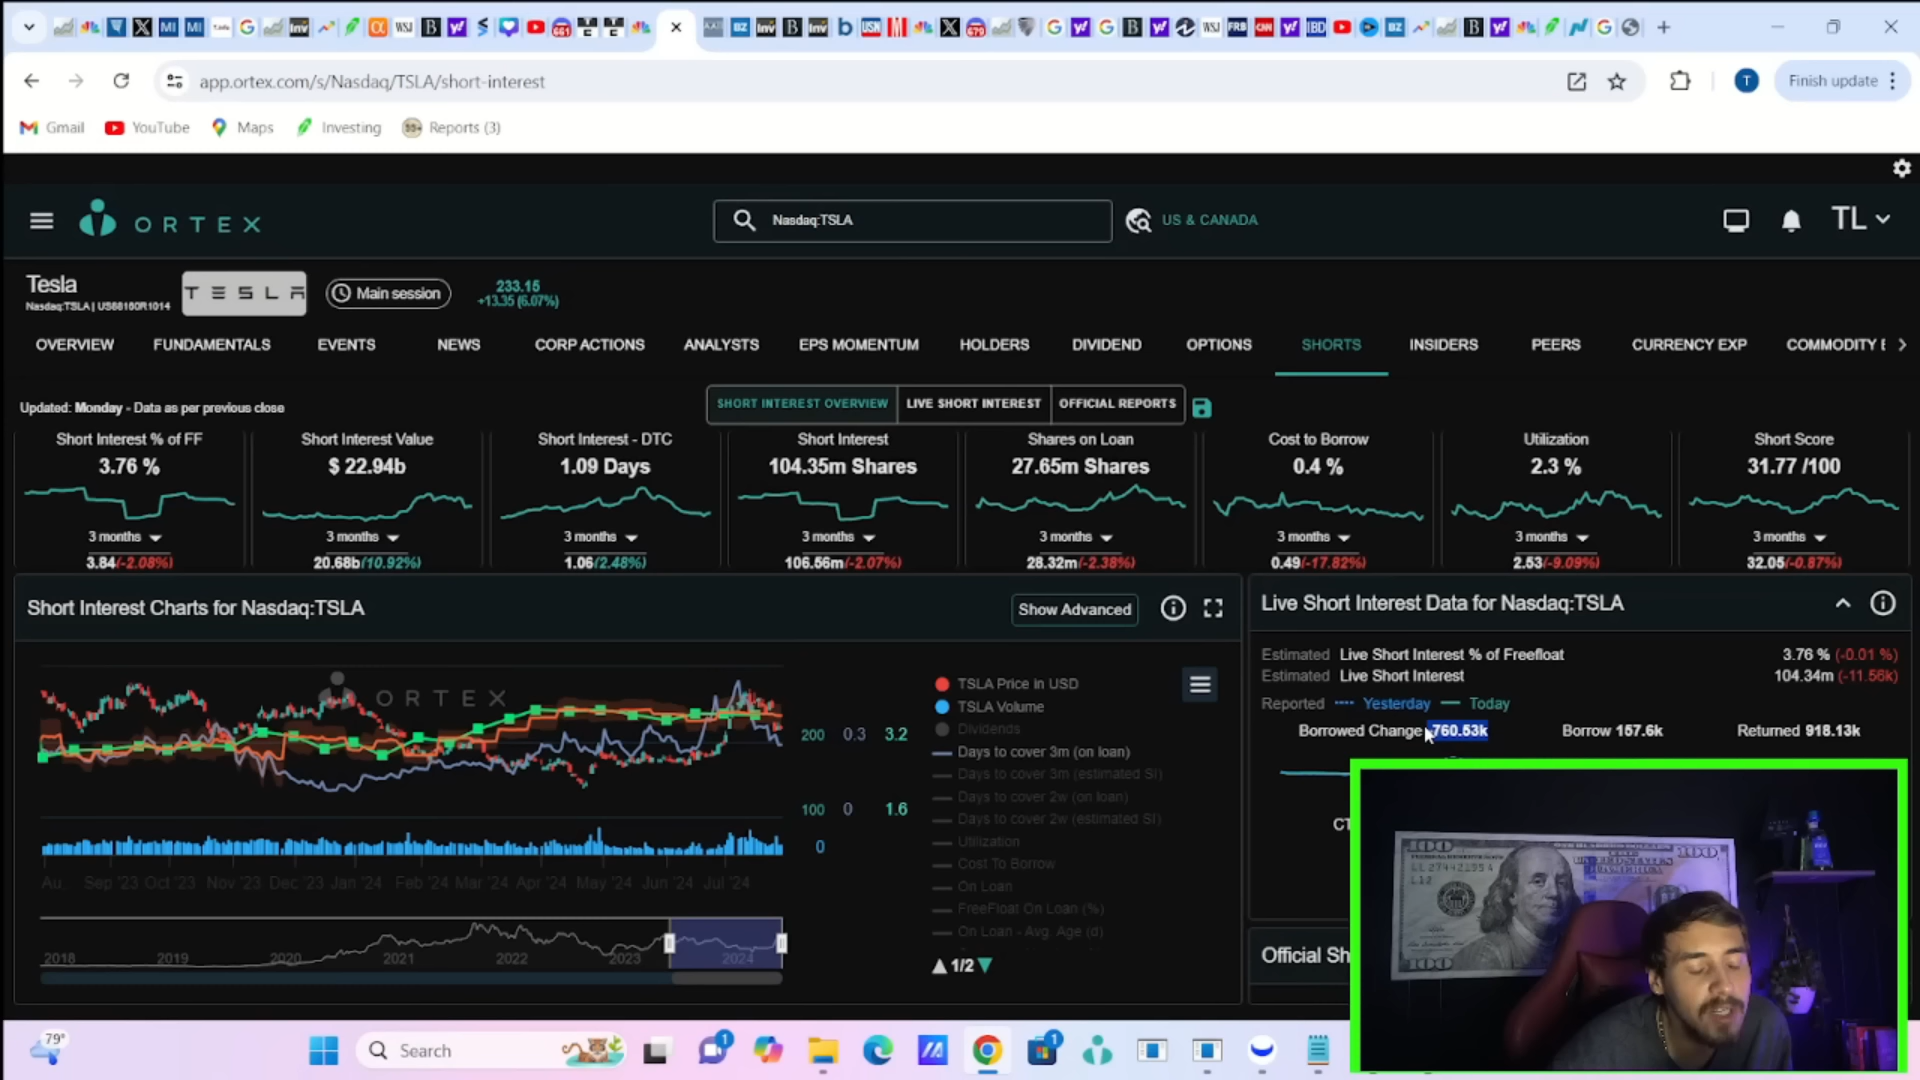 app.ortex.com/s/Nasdaq/TSLA/short-interest
T
Finish update
Gmail YouTube Maps Investing Reports (3)
ORTEX
Nasdaq:TSLA
US & CANADA
TL
Tesla
Nasdaq:TSLA | US88160R1014
TESLA
Main session
233.15
+13.35 (6.07%)
OVERVIEW FUNDAMENTALS EVENTS NEWS CORP ACTIONS ANALYSTS EPS MOMENTUM HOLDERS DIVIDEND OPTIONS SHORTS INSIDERS PEERS CURRENCY EXP COMMODITY E
Updated: Monday - Data as per previous close
SHORT INTEREST OVERVIEW LIVE SHORT INTEREST OFFICIAL REPORTS
Short Interest % of FF Short Interest Value Short Interest - DTC Short Interest Shares on Loan Cost to Borrow Utilization Short Score
3.76 % $ 22.94b 1.09 Days 104.35m Shares 27.65m Shares 0.4 % 2.3 % 31.77 /100
3 months 3 months 3 months 3 months 3 months 3 months 3 months 3 months
3.84(-2.08%) 20.68b(10.92%) 1.06(2.48%) 106.56m(-2.07%) 28.32m(-2.38%) 0.49(-17.82%) 2.53(-9.09%) 32.05(-0.87%)
Short Interest Charts for Nasdaq:TSLA
Show Advanced
ORTEX
200 0.3 3.2
100 0 1.6
0
Au Sep '23 Oct '23 Nov '23 Dec '23 Jan '24 Feb '24 Mar '24 Apr '24 May '24 Jun '24 Jul '24
2018 2019 2020 2021 2022 2023 2024
TSLA Price in USD
TSLA Volume
Dividends
Days to cover 3m (on loan)
Days to cover 3m (estimated SI)
Days to cover 2w (on loan)
Days to cover 2w (estimated SI)
Utilization
Cost To Borrow
On Loan
FreeFloat On Loan (%)
On Loan - Avg. Age (d)
1/2
Live Short Interest Data for Nasdaq:TSLA
Estimated Live Short Interest % of Freefloat 3.76 % (-0.01 %)
Estimated Live Short Interest 104.34m (-11.56k)
Reported Yesterday Today
Borrowed Change 760.53k Borrow 157.6k Returned 918.13k
CT
Official Sh
100 100
100
79°
Search
1
1